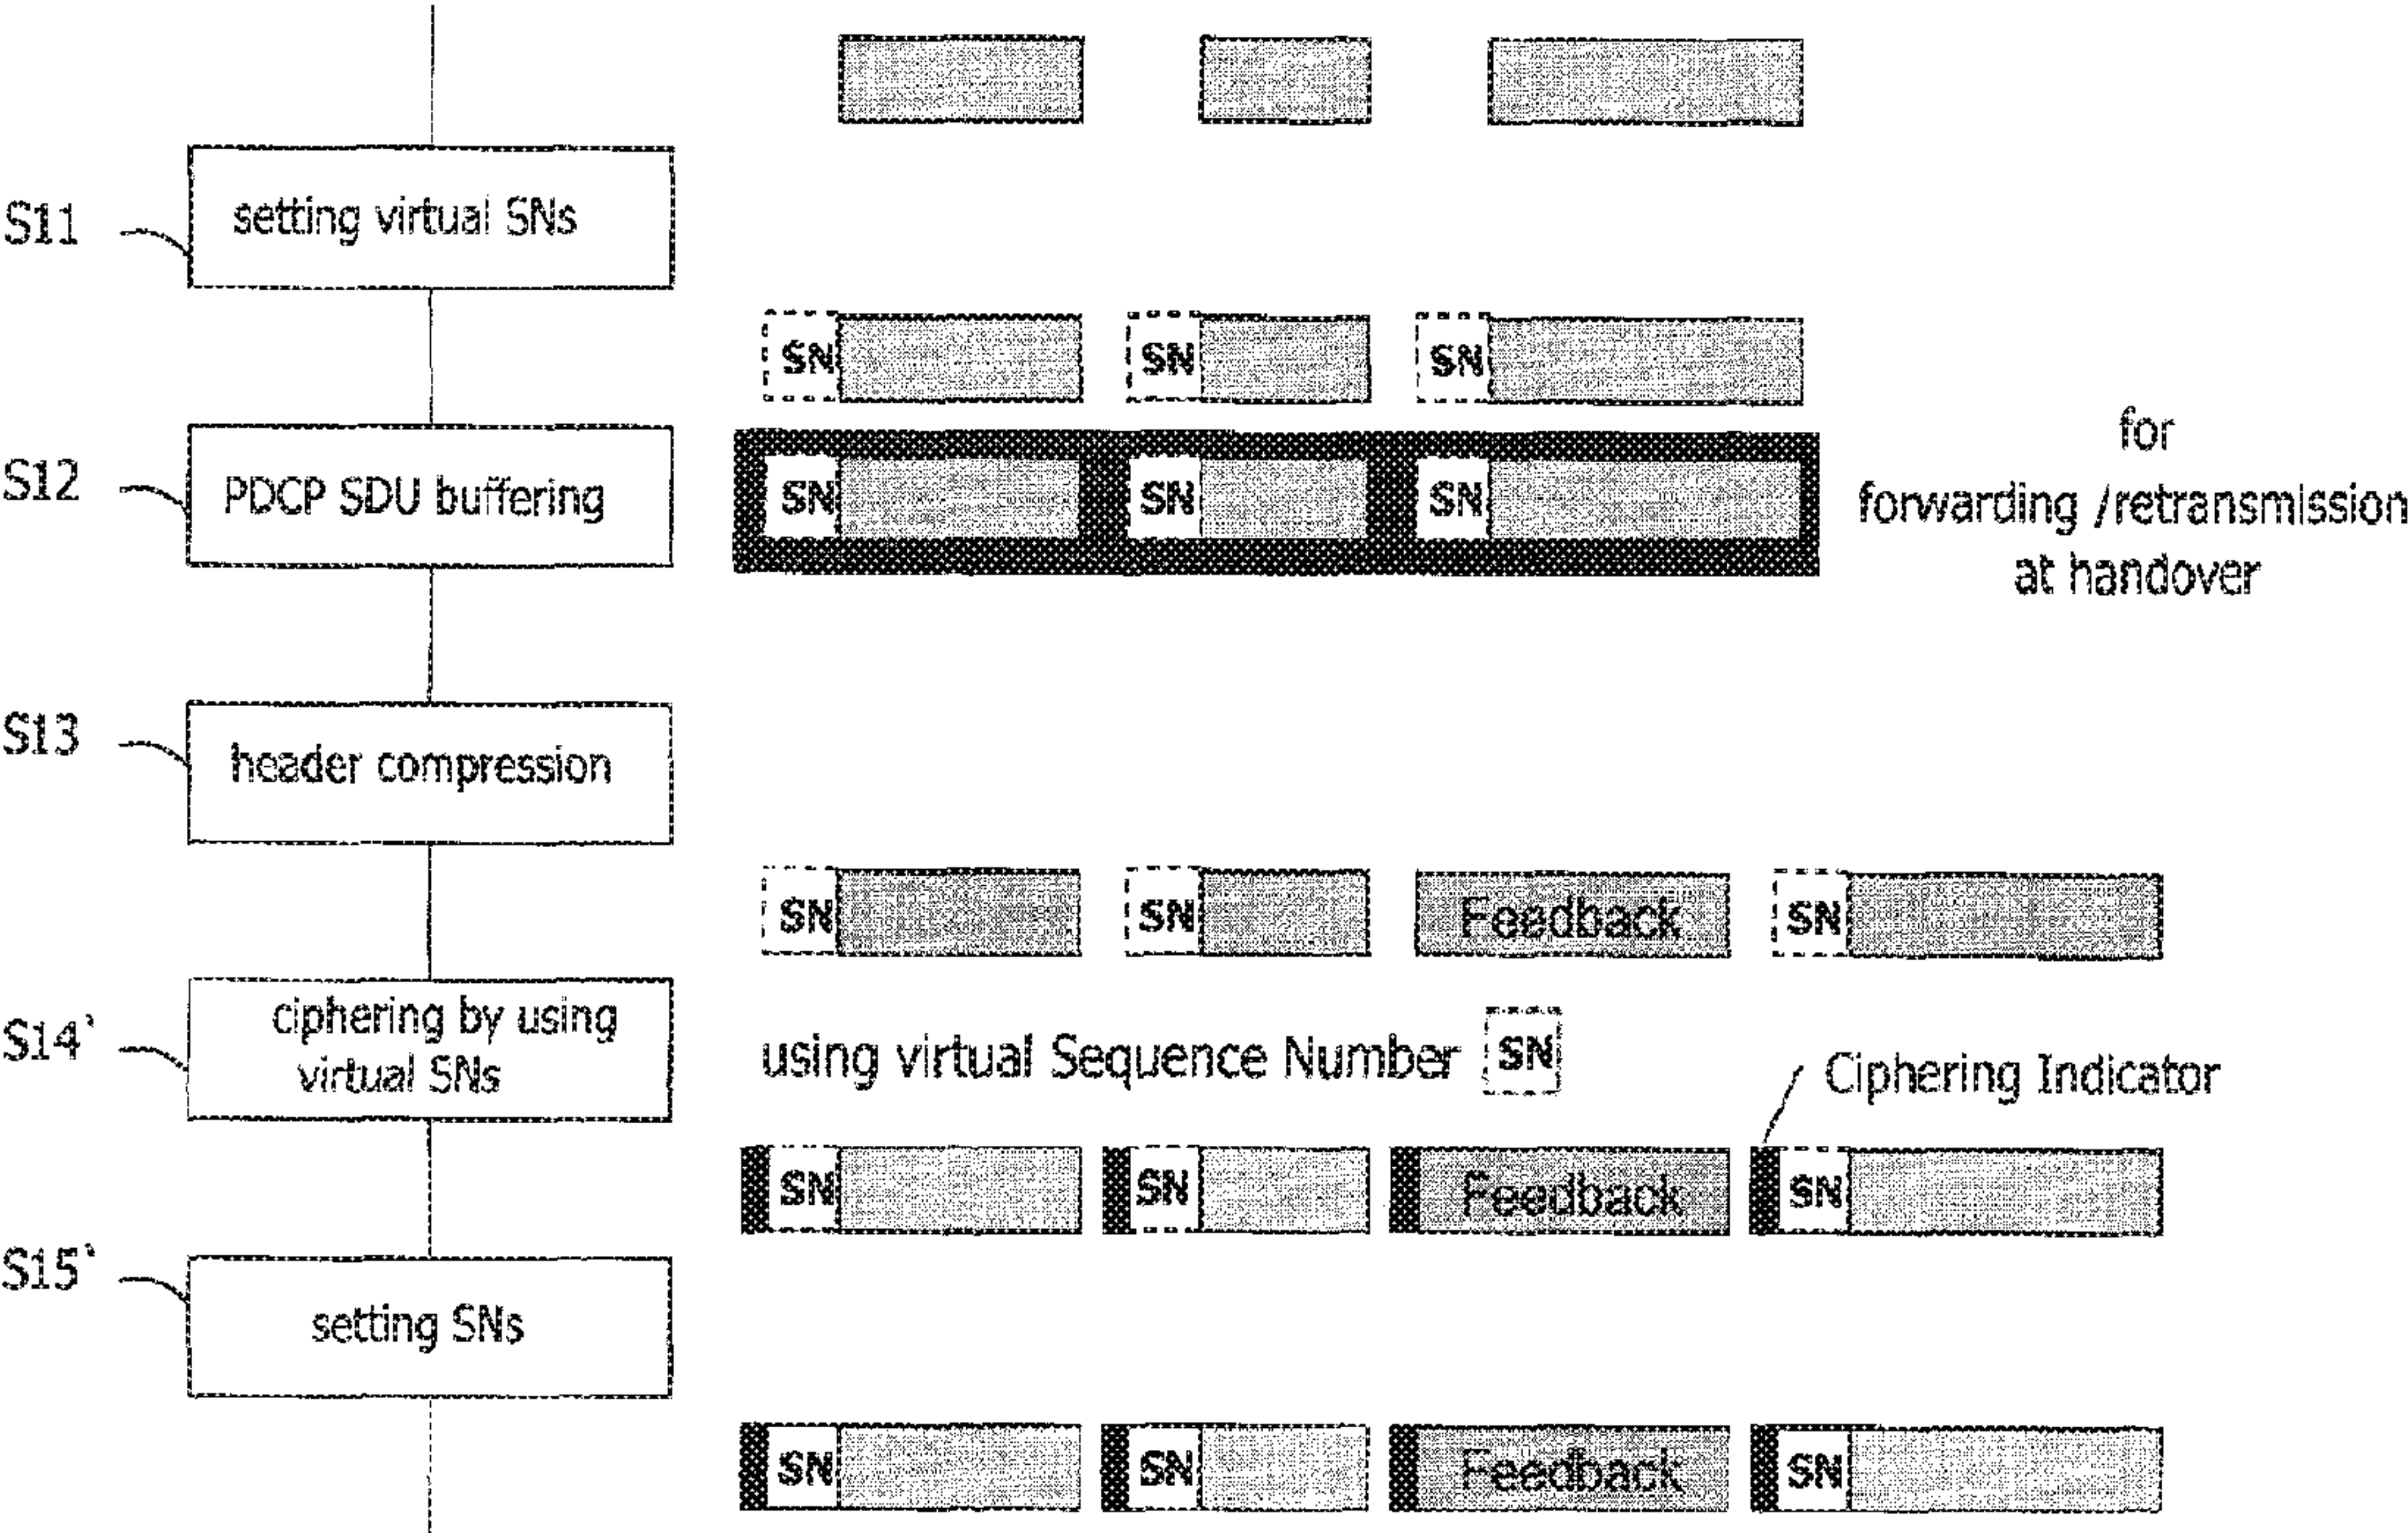 S11
setting virtual SNs
SN SN SN
for
forwarding /retransmission
at handover
S12
PDCP SDU buffering
SN SN SN
S13
header compression
SN SN Feedback SN
S14`
ciphering by using
virtual SNs
using virtual Sequence Number SN
Ciphering Indicator
SN SN Feedback SN
S15`
setting SNs
SN SN Feedback SN